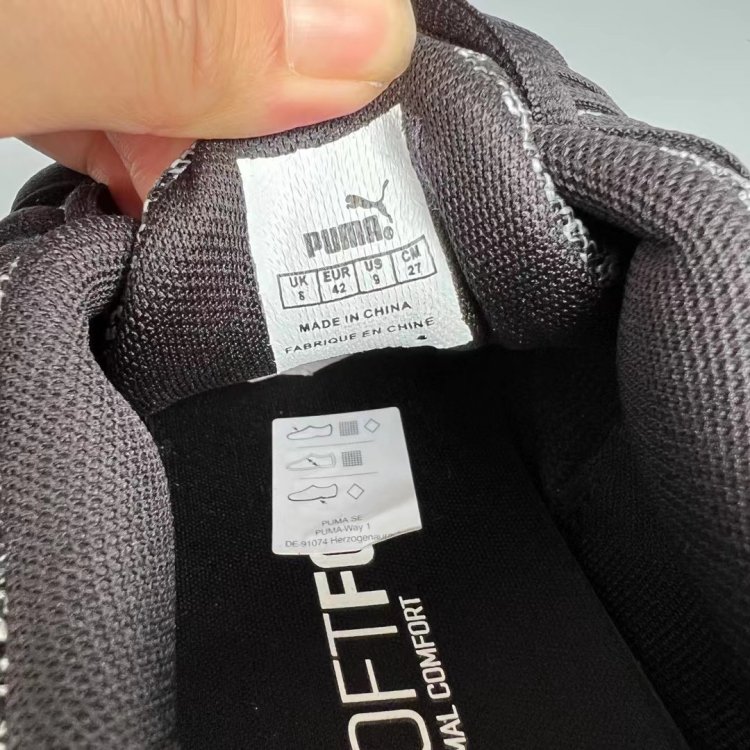 PUMA®
UK EUR US CM
8 42 9 27
MADE IN CHINA
FABRIQUE EN CHINE
PUMA SE
PUMA-Way 1
DE-91074
OFTF
MAL COMFORT